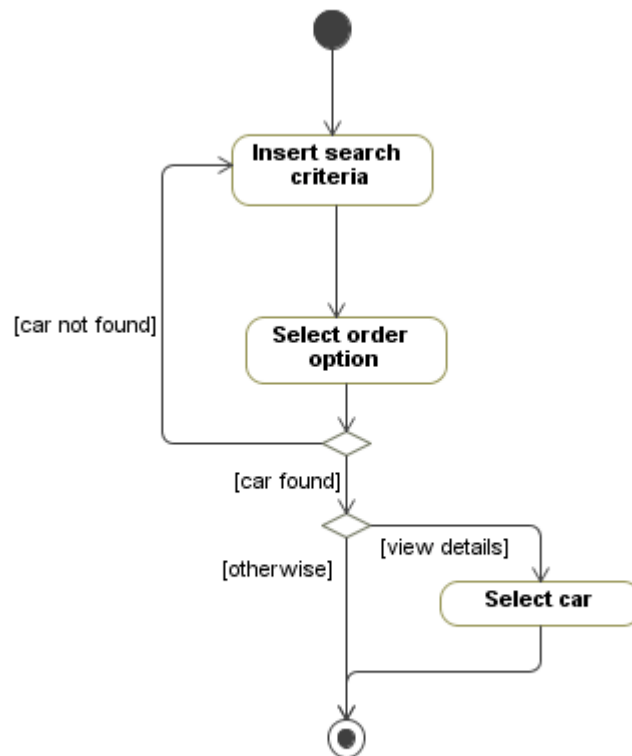 Insert search
criteria
[car not found]
Select order
option
[car found]
[view details]
[otherwise]
Select car